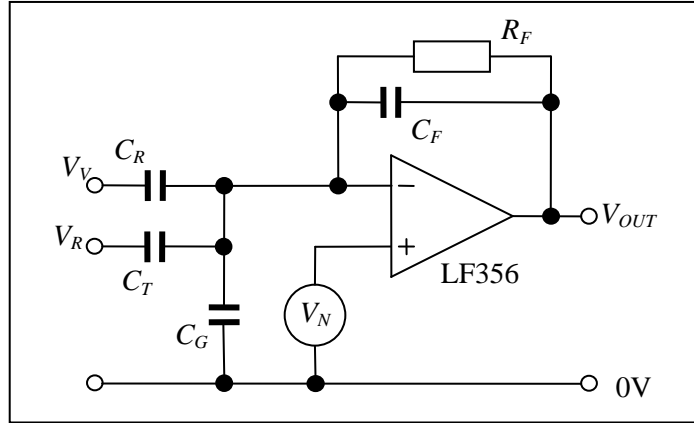 R_F
C_F
C_R
V_V
V_R
C_T
C_G
V_N
−
+
LF356
V_OUT
0V